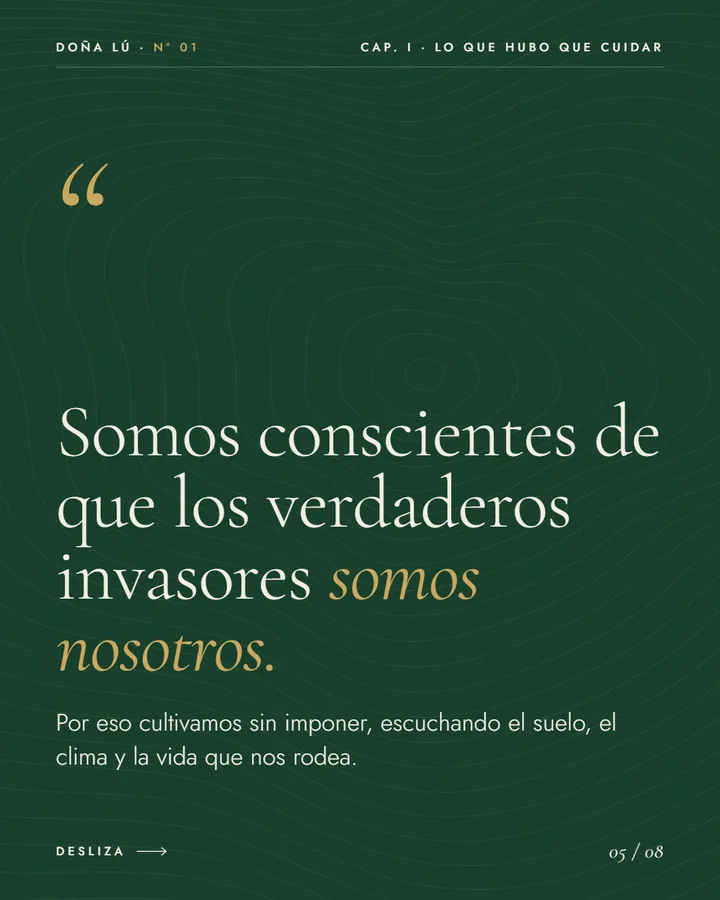 DOÑA LÚ · N° 01
CAP. I · LO QUE HUBO QUE CUIDAR
“
Somos conscientes de
que los verdaderos
invasores somos
nosotros.
Por eso cultivamos sin imponer, escuchando el suelo, el
clima y la vida que nos rodea.
DESLIZA →
05 / 08